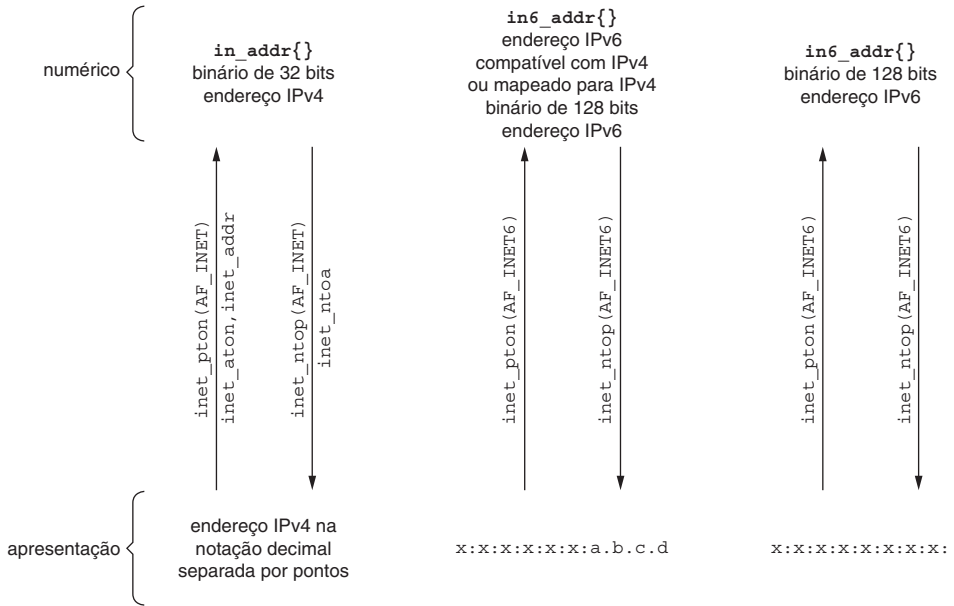 numérico
in_addr{}
binário de 32 bits
endereço IPv4
in6_addr{}
endereço IPv6
compatível com IPv4
ou mapeado para IPv4
binário de 128 bits
endereço IPv6
in6_addr{}
binário de 128 bits
endereço IPv6
inet_pton(AF_INET)
inet_aton,inet_addr
inet_ntop(AF_INET)
inet_ntoa
inet_pton(AF_INET6)
inet_ntop(AF_INET6)
inet_pton(AF_INET6)
inet_ntop(AF_INET6)
apresentação
endereço IPv4 na
notação decimal
separada por pontos
x:x:x:x:x:x:a.b.c.d
x:x:x:x:x:x:x:x: